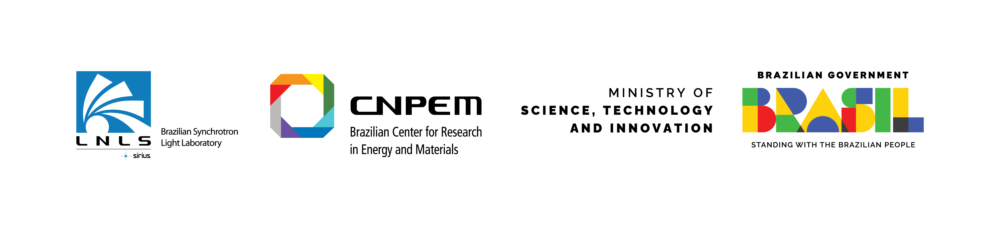 LNLS
sirius
Brazilian Synchrotron
Light Laboratory
CNPEM
Brazilian Center for Research
in Energy and Materials
MINISTRY OF
SCIENCE, TECHNOLOGY
AND INNOVATION
BRAZILIAN GOVERNMENT
BRASIL
STANDING WITH THE BRAZILIAN PEOPLE